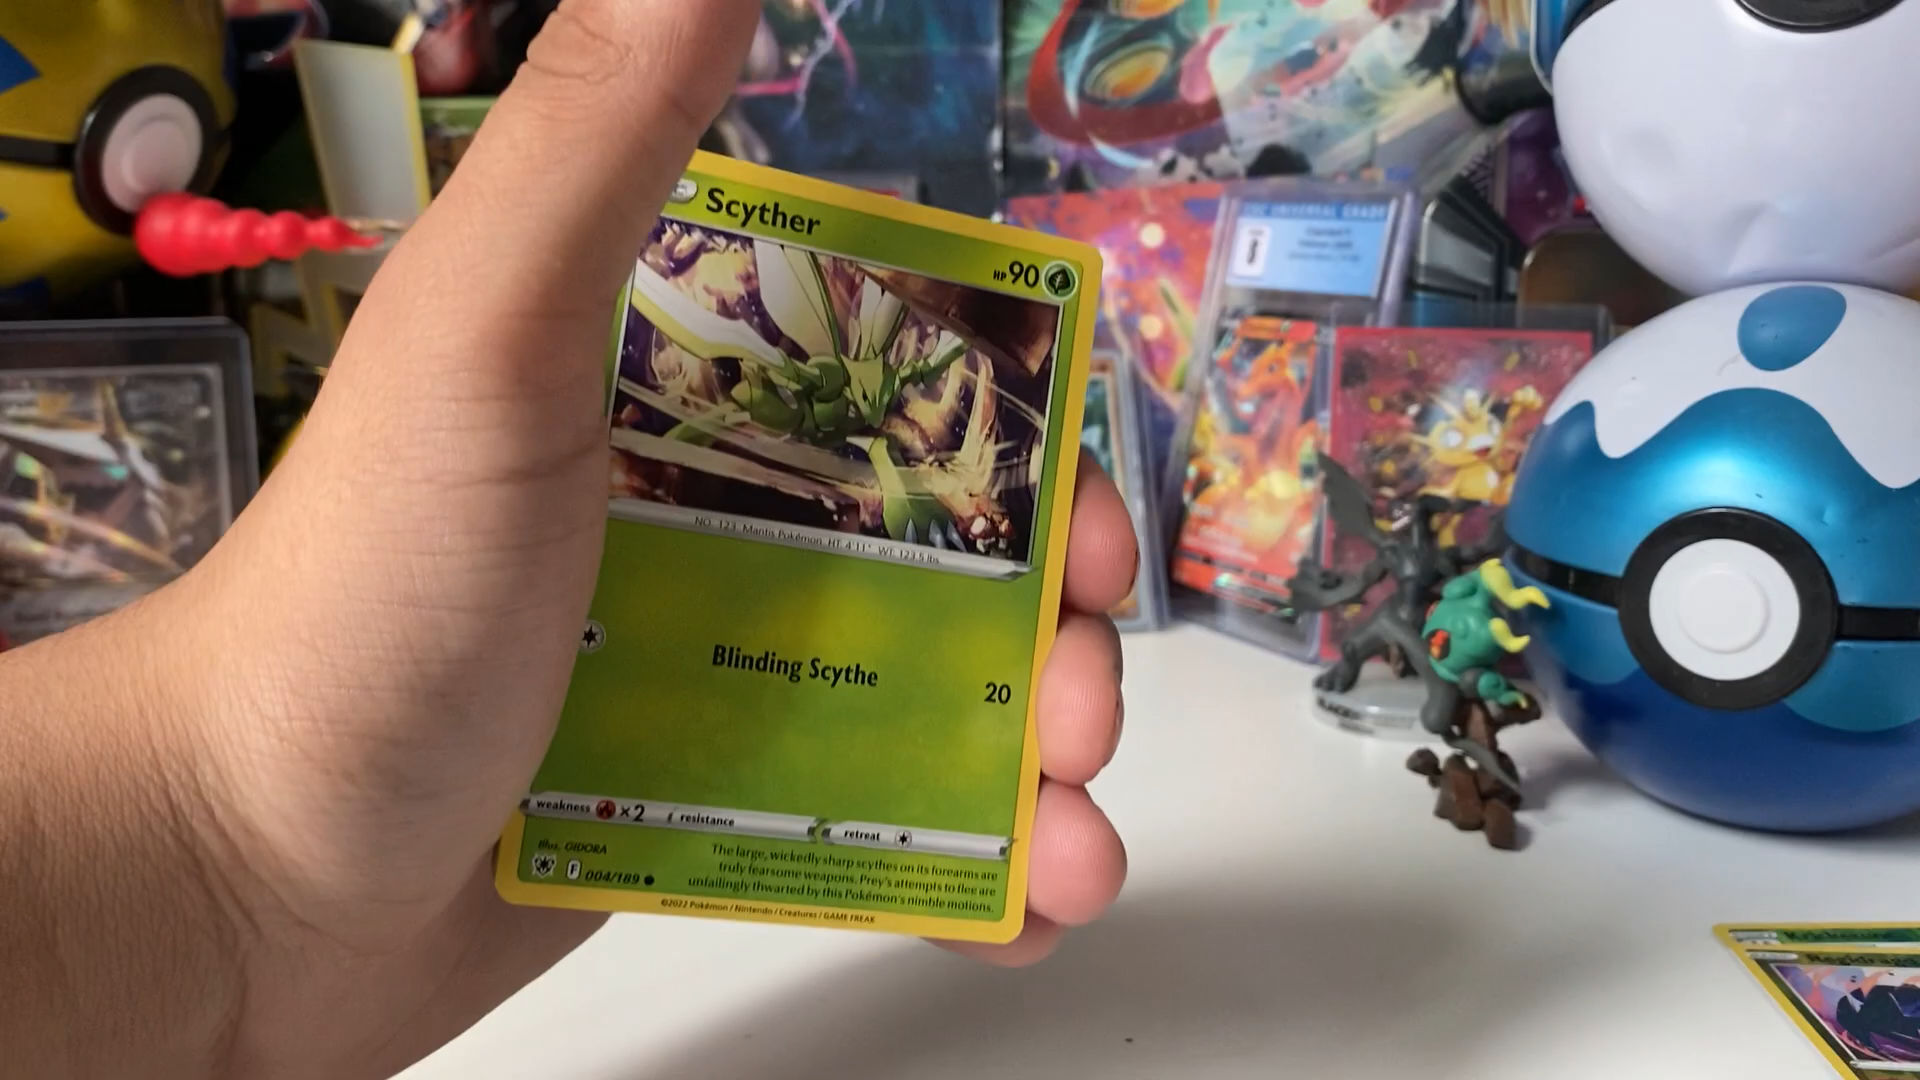 Scyther
HP 90
NO. 123 Mantis Pokémon HT: 4'11" WT: 123.5 lbs
Blinding Scythe
20
weakness ×2 resistance retreat
Illus. GIDORA
F 004/189
The large, wickedly sharp scythes on its forearms are
truly fearsome weapons. Prey's attempts to flee are
unfailingly thwarted by this Pokémon's nimble motions.
©2022 Pokémon / Nintendo / Creatures / GAME FREAK
UNIVERSAL GRADE